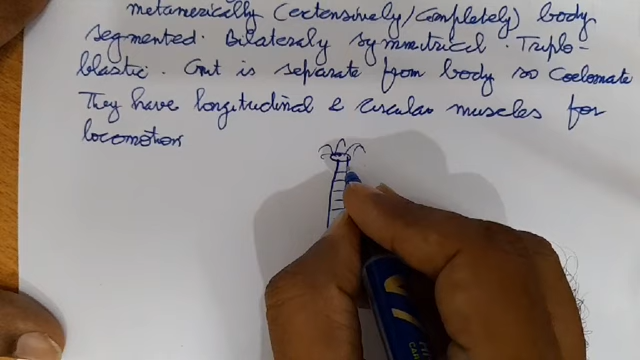 metamerically (extensively/completely) body
segmented. Bilateraly symmetrical. Triplo-
blastic. Gut is separate from body so Coelomate
They have longitudinal & circular muscles for
locomotion